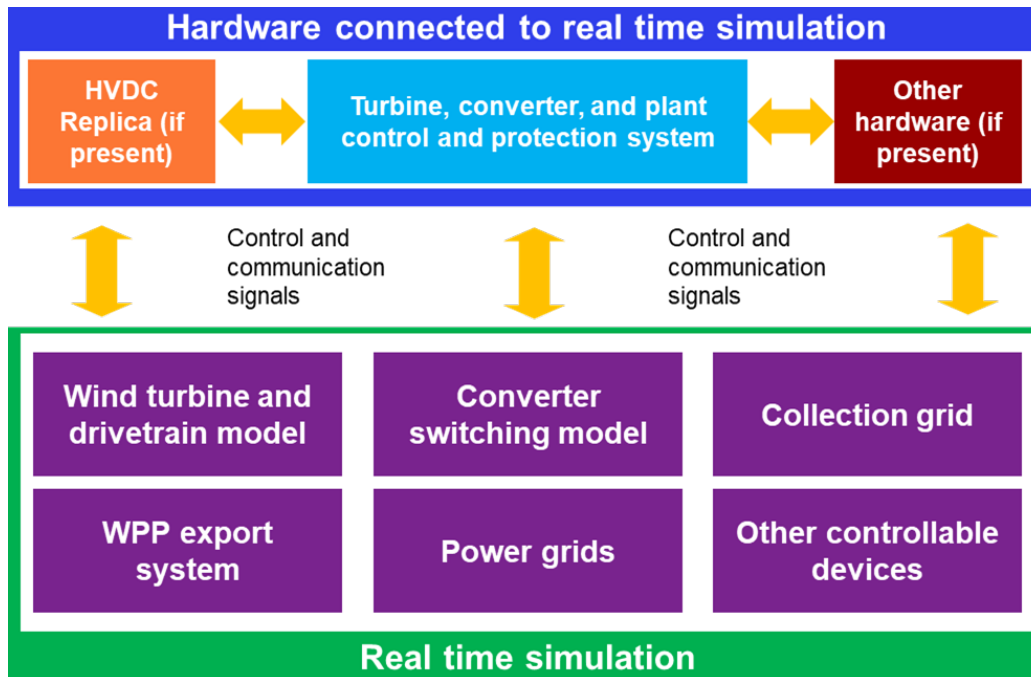 Hardware connected to real time simulation
HVDC
Replica (if
present)
Turbine, converter, and plant
control and protection system
Other
hardware (if
present)
Control and
communication
signals
Control and
communication
signals
Wind turbine and
drivetrain model
Converter
switching model
Collection grid
WPP export
system
Power grids
Other controllable
devices
Real time simulation